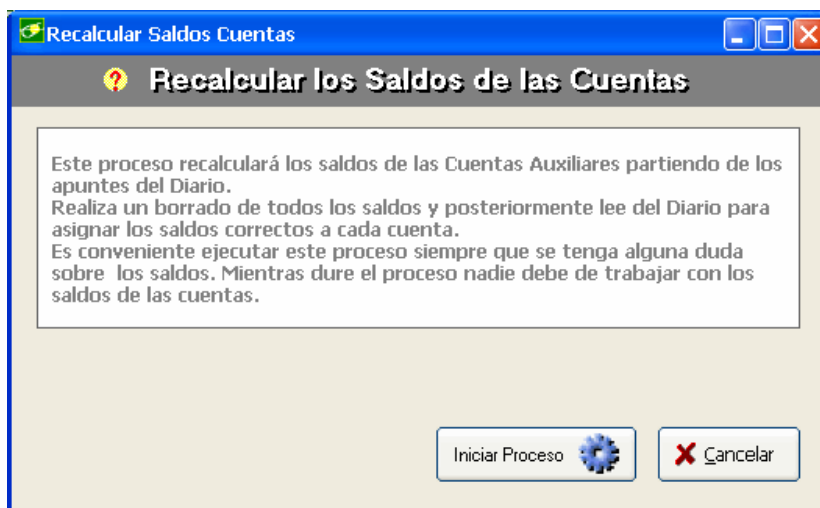 Recalcular Saldos Cuentas
Recalcular los Saldos de las Cuentas
Este proceso recalculará los saldos de las Cuentas Auxiliares partiendo de los
apuntes del Diario.
Realiza un borrado de todos los saldos y posteriormente lee del Diario para
asignar los saldos correctos a cada cuenta.
Es conveniente ejecutar este proceso siempre que se tenga alguna duda
sobre  los saldos. Mientras dure el proceso nadie debe de trabajar con los
saldos de las cuentas.
Iniciar Proceso
Cancelar